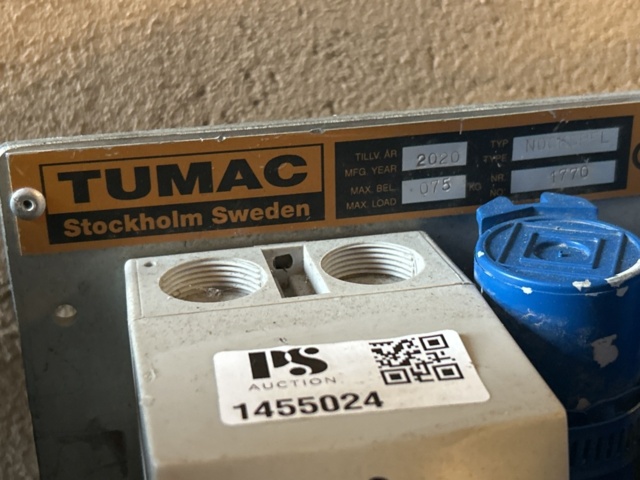 TUMAC
Stockholm Sweden
TILLV. ÅR
MFG. YEAR
2020
MAX. BEL.
MAX. LOAD
075
KG
TYP
TYPE
NR
NO.
1770
PS
AUCTION
1455024